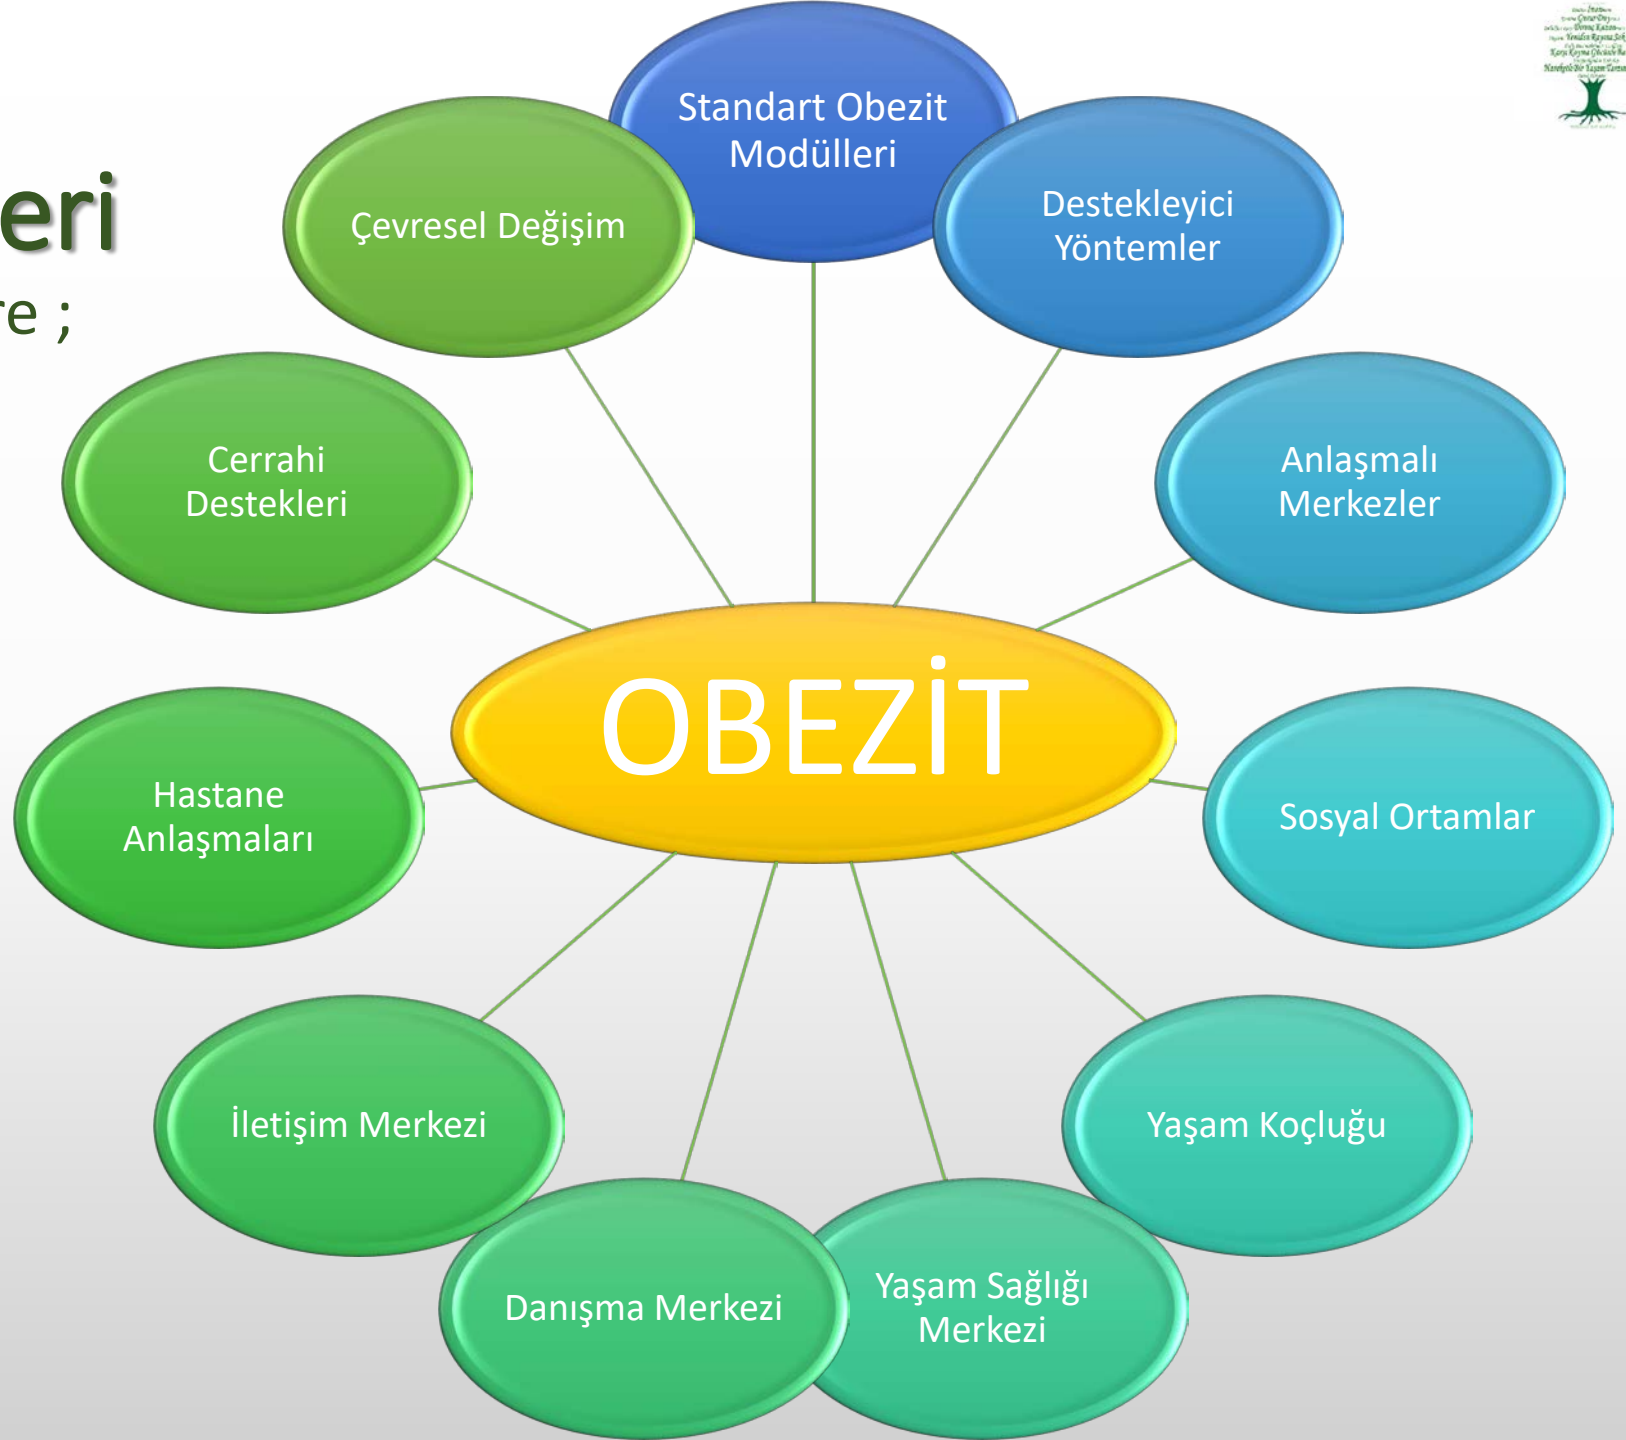 Standart Obezit
Modülleri
Destekleyici
Yöntemler
Anlaşmalı
Merkezler
Sosyal Ortamlar
Yaşam Koçluğu
Yaşam Sağlığı
Merkezi
Danışma Merkezi
İletişim Merkezi
Hastane
Anlaşmaları
Cerrahi
Destekleri
Çevresel Değişim
OBEZİT
eri
re ;